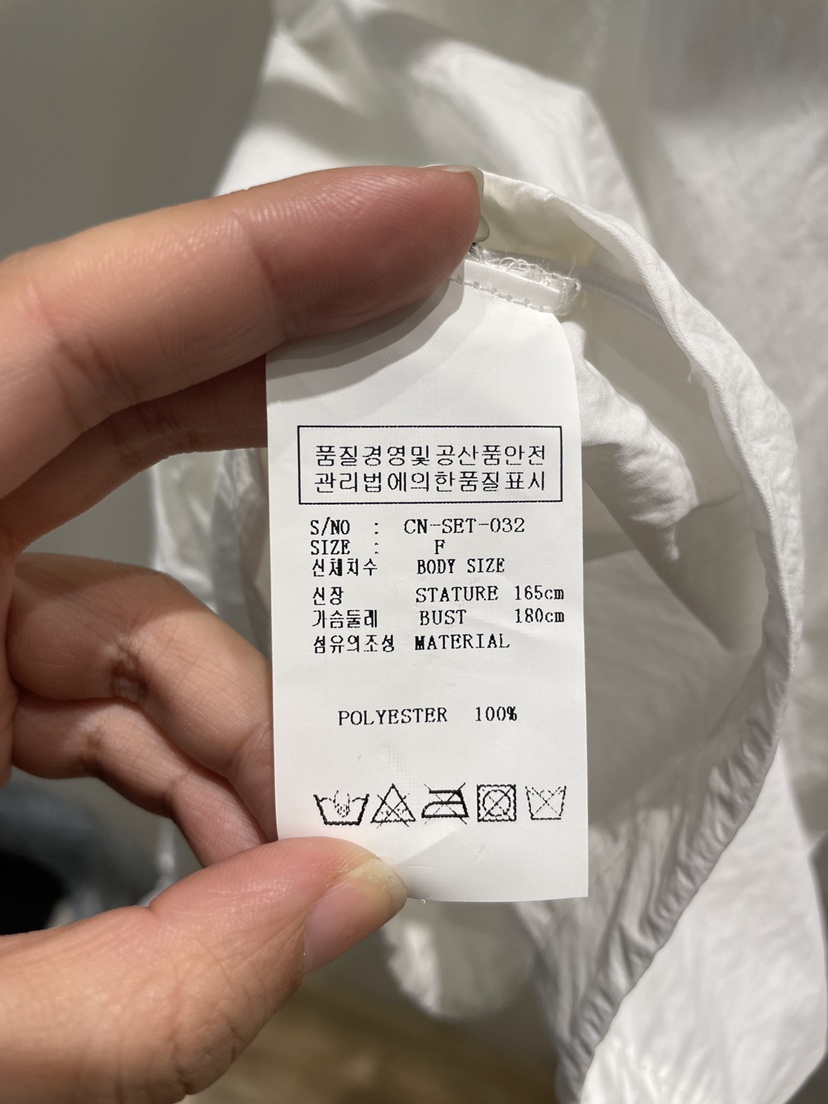 품질경영및공산품안전
관리법에의한품질표시
S/NO : CN-SET-032
SIZE : F
신체치수 BODY SIZE
신장 STATURE 165cm
가슴둘레 BUST 180cm
섬유의조성 MATERIAL
POLYESTER 100%